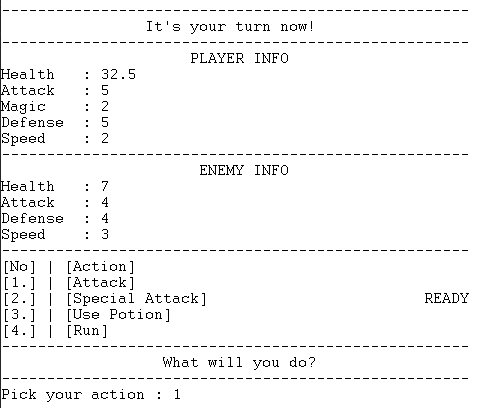 ---------------------------------------------------------
It's your turn now!
---------------------------------------------------------
PLAYER INFO
Health   : 32.5
Attack   : 5
Magic    : 2
Defense  : 5
Speed    : 2
---------------------------------------------------------
ENEMY INFO
Health   : 7
Attack   : 4
Defense  : 4
Speed    : 3
---------------------------------------------------------
[No] | [Action]
[1.] | [Attack]
[2.] | [Special Attack]                          READY
[3.] | [Use Potion]
[4.] | [Run]
---------------------------------------------------------
What will you do?
---------------------------------------------------------
Pick your action : 1